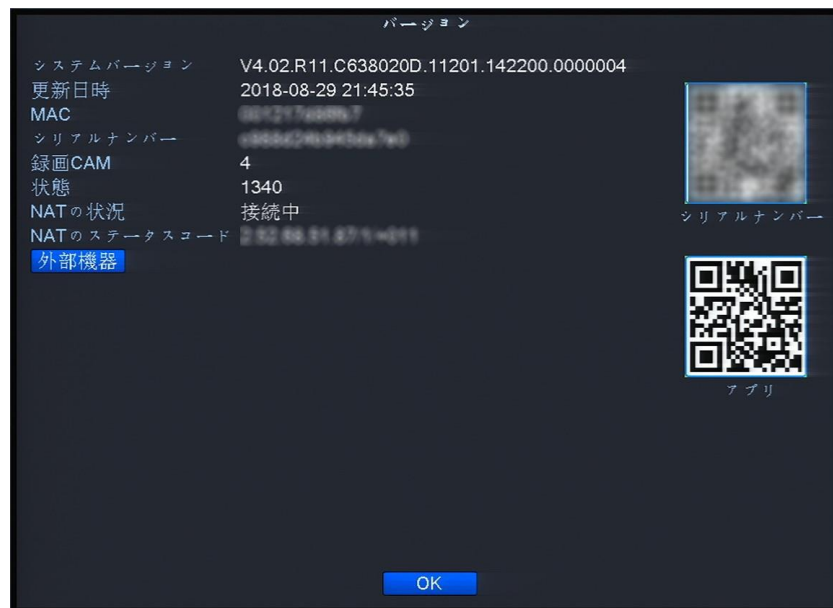 バージョン
システムバージョン V4.02.R11.C638020D.11201.142200.0000004
更新日時 2018-08-29 21:45:35
MAC
シリアルナンバー
録画CAM 4
状態 1340
NATの状況 接続中
NATのステータスコード
外部機器
シリアルナンバー
アプリ
OK